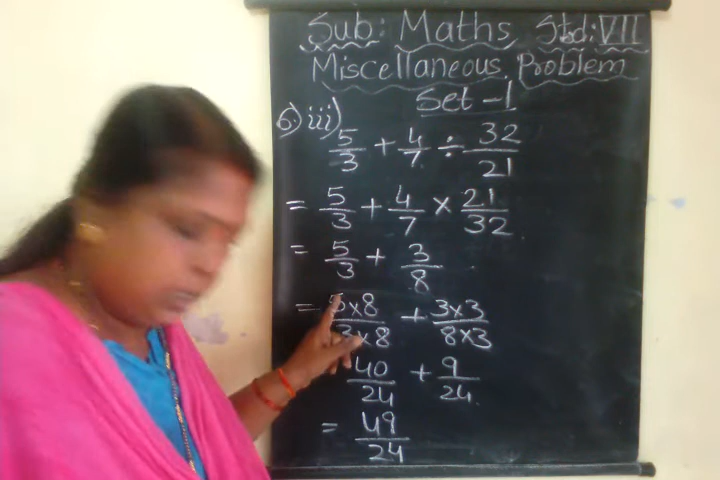 Sub: Maths Std: VII
Miscellaneous Problem
Set-1
6) iii) 5/3 + 4/7 ÷ 32/21
= 5/3 + 4/7 × 21/32
= 5/3 + 3/8
= 5×8/3×8 + 3×3/8×3
40/24 + 9/24
= 49/24